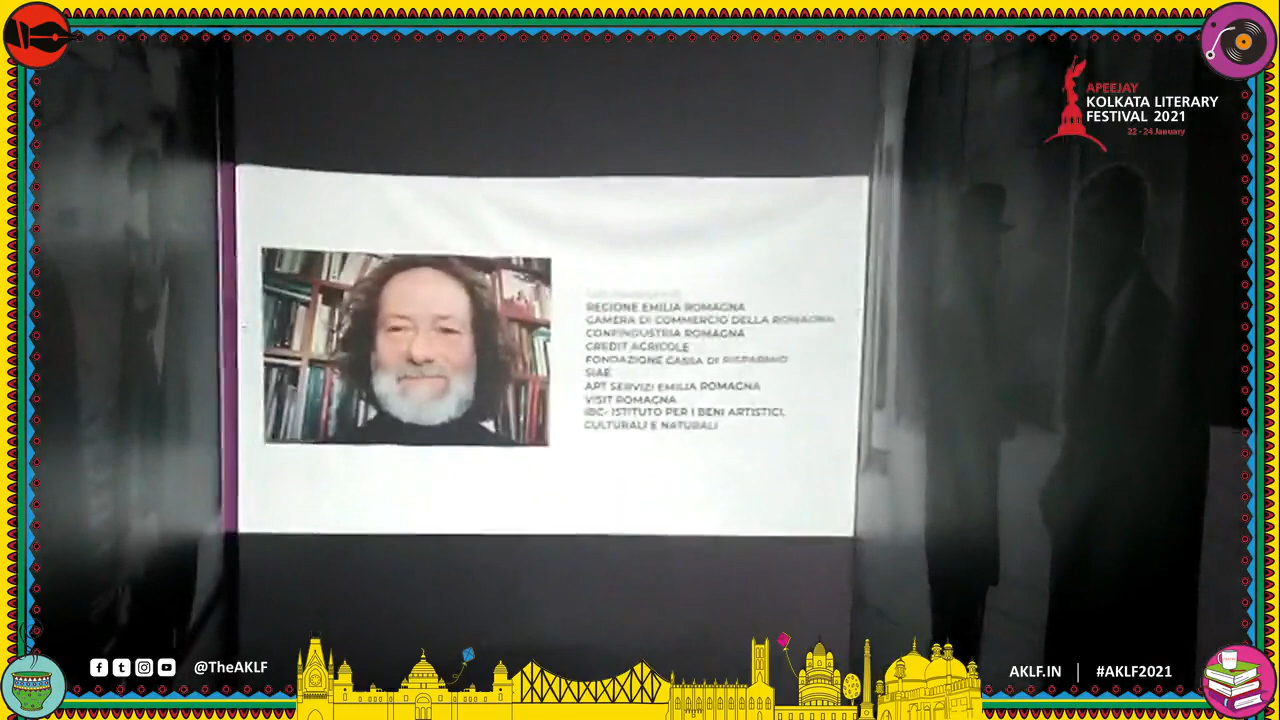 APEEJAY
KOLKATA LITERARY
FESTIVAL 2021
22 - 24 January
REGIONE EMILIA ROMAGNA
CAMERA DI COMMERCIO DELLA ROMAGNA
CONFINDUSTRIA ROMAGNA
CREDIT AGRICOLE
FONDAZIONE CASSA DI RISPARMIO
SIAE
APT SERVIZI EMILIA ROMAGNA
VISIT ROMAGNA
IBC- ISTITUTO PER I BENI ARTISTICI,
CULTURALI E NATURALI
@TheAKLF
AKLF.IN | #AKLF2021